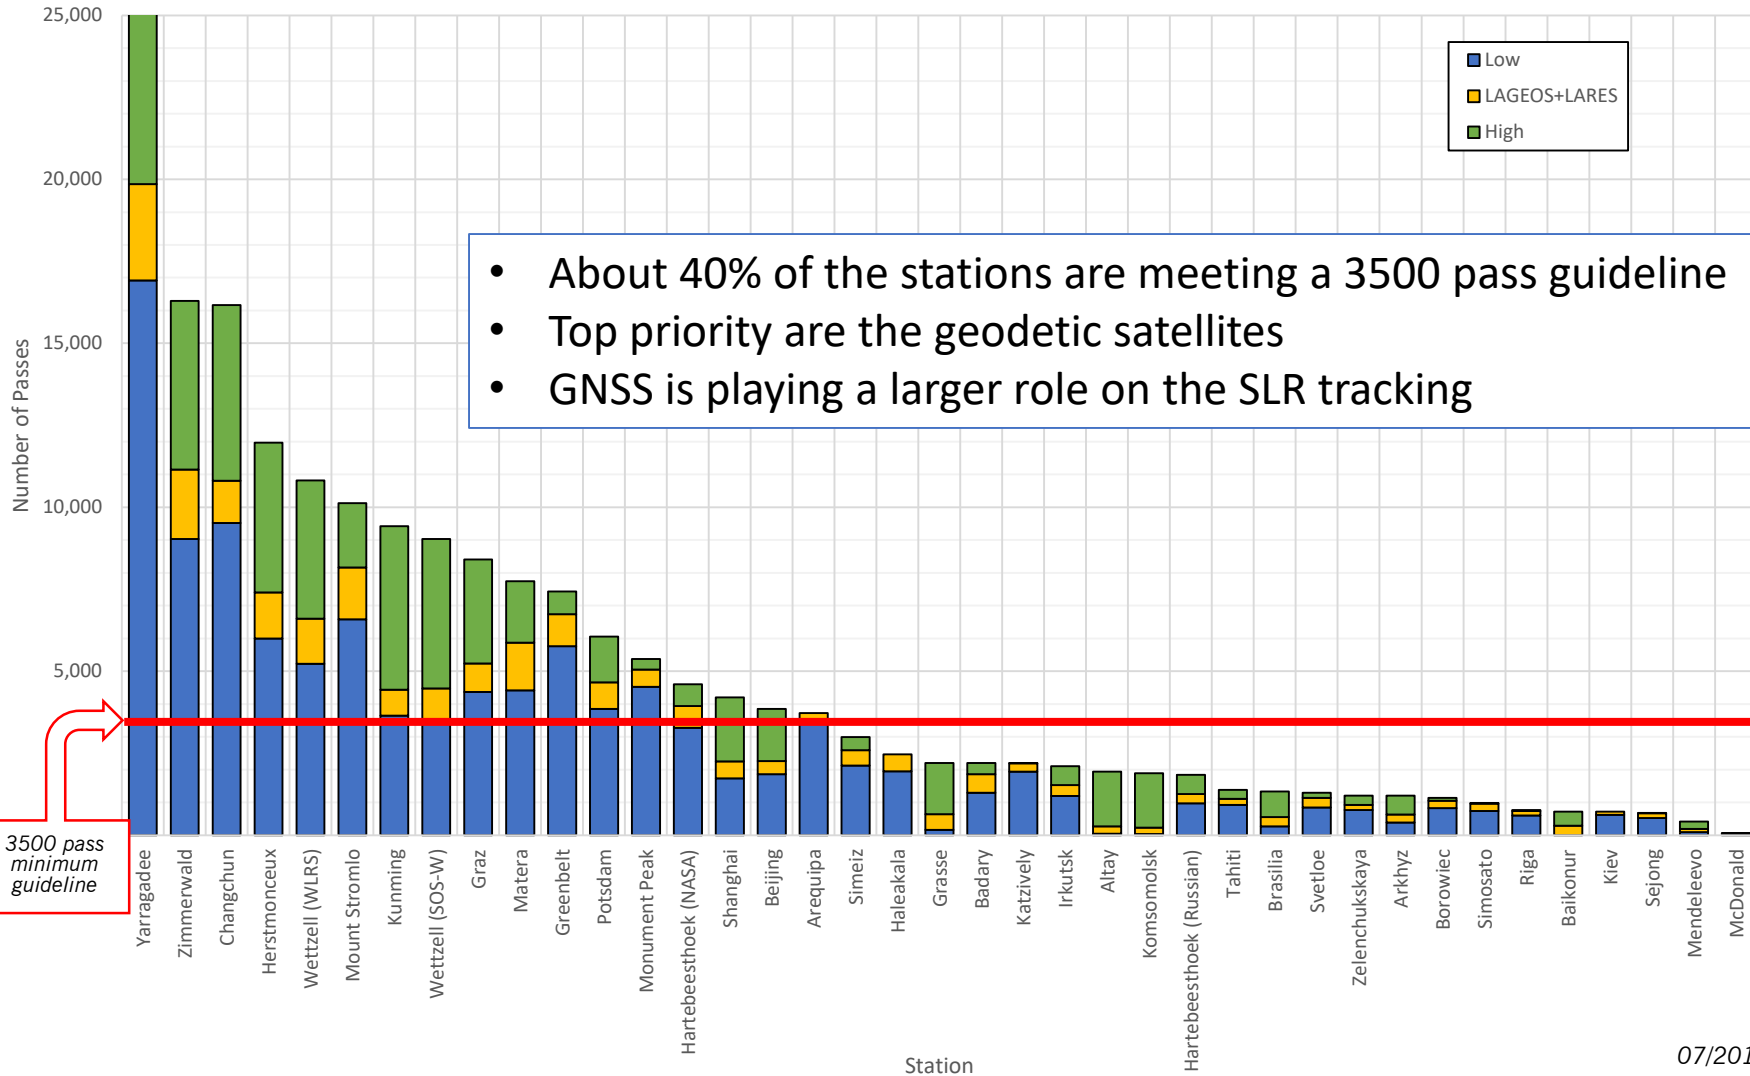 25,000
20,000
15,000
10,000
5,000
Number of Passes
Low
LAGEOS+LARES
High
• About 40% of the stations are meeting a 3500 pass guideline
• Top priority are the geodetic satellites
• GNSS is playing a larger role on the SLR tracking
3500 pass
minimum
guideline
Yarragadee
Zimmerwald
Changchun
Herstmonceux
Wettzell (WLRS)
Mount Stromlo
Kunming
Wettzell (SOS-W)
Graz
Matera
Greenbelt
Potsdam
Monument Peak
Hartebeesthoek (NASA)
Shanghai
Beijing
Arequipa
Simeiz
Haleakala
Grasse
Badary
Katzively
Irkutsk
Altay
Komsomolsk
Hartebeesthoek (Russian)
Tahiti
Brasilia
Svetloe
Zelenchukskaya
Arkhyz
Borowiec
Simosato
Riga
Baikonur
Kiev
Sejong
Mendeleevo
McDonald
Station
07/201